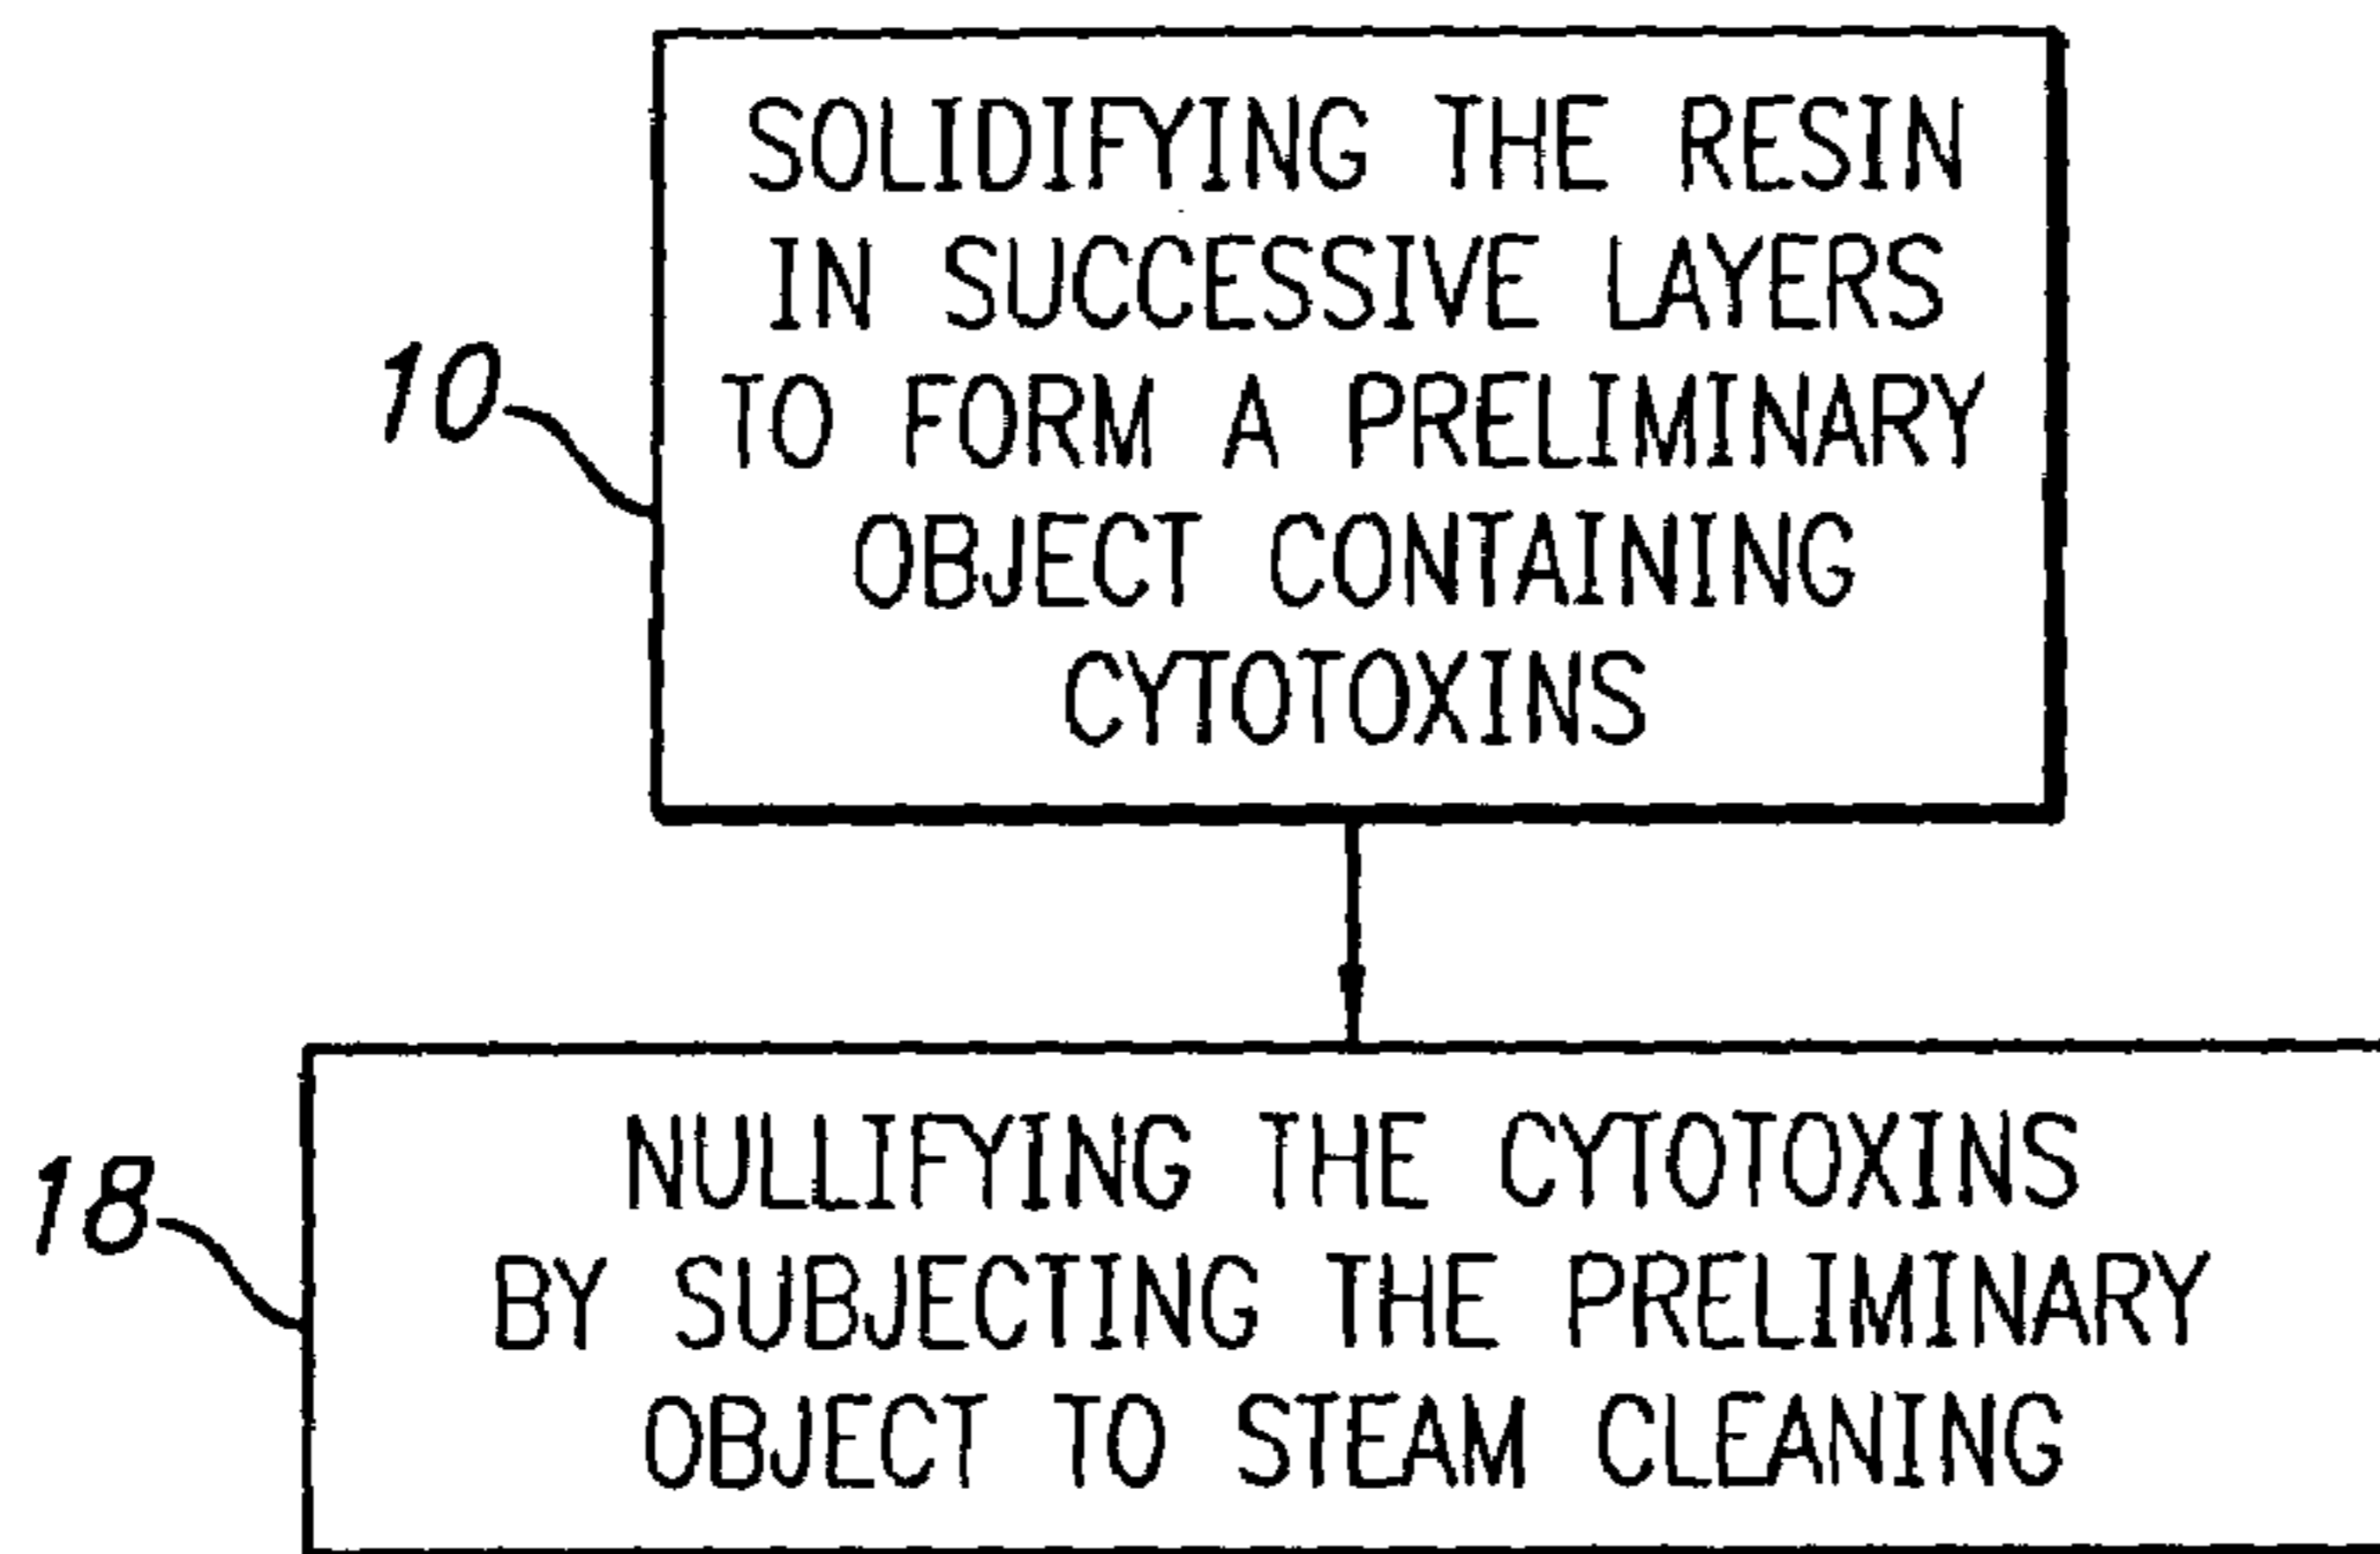 SOLIDIFYING THE RESIN
IN SUCCESSIVE LAYERS
TO FORM A PRELIMINARY
OBJECT CONTAINING
CYTOTOXINS
10
NULLIFYING THE CYTOTOXINS
BY SUBJECTING THE PRELIMINARY
OBJECT TO STEAM CLEANING
18